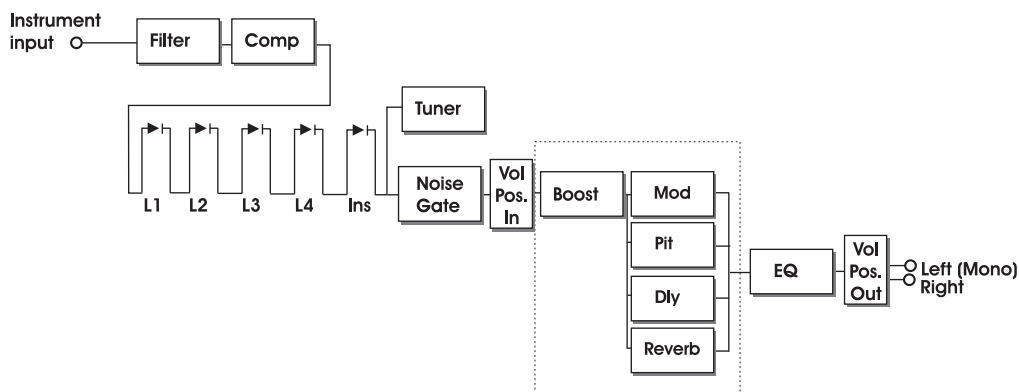 Instrument
input
Filter
Comp
Tuner
L1
L2
L3
L4
Ins
Noise
Gate
Vol
Pos.
In
Boost
Mod
Pit
Dly
Reverb
EQ
Vol
Pos.
Out
Left (Mono)
Right